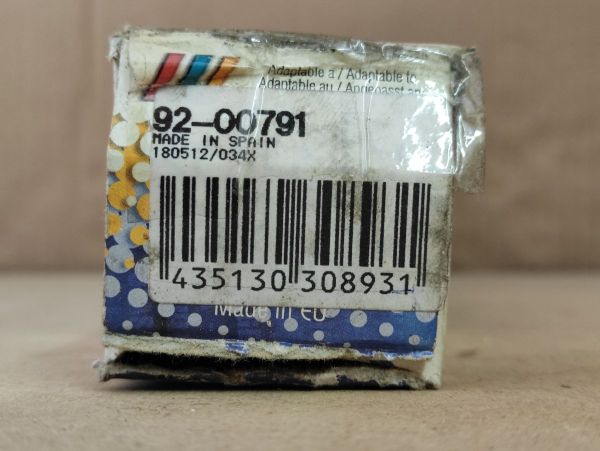 Adaptable a / Adaptable to
Adaptable au / Angepasst an
92-00791
MADE IN SPAIN
180512/034X
435130 308931
Made in EU